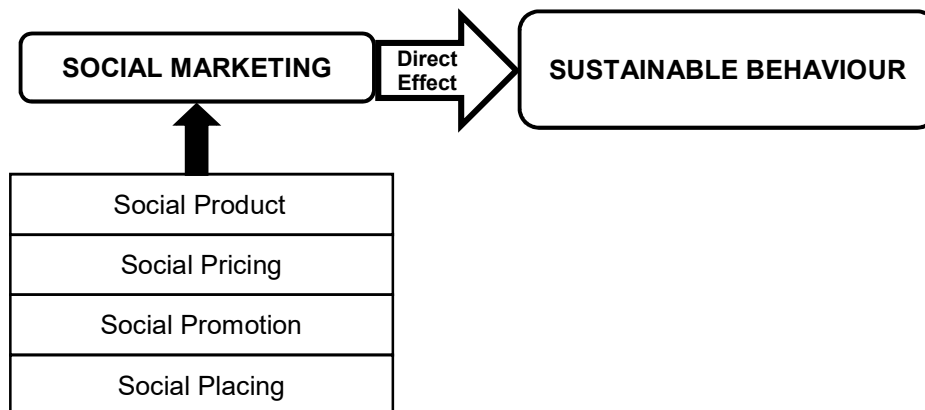 SOCIAL MARKETING
Direct
Effect
SUSTAINABLE BEHAVIOUR
Social Product
Social Pricing
Social Promotion
Social Placing